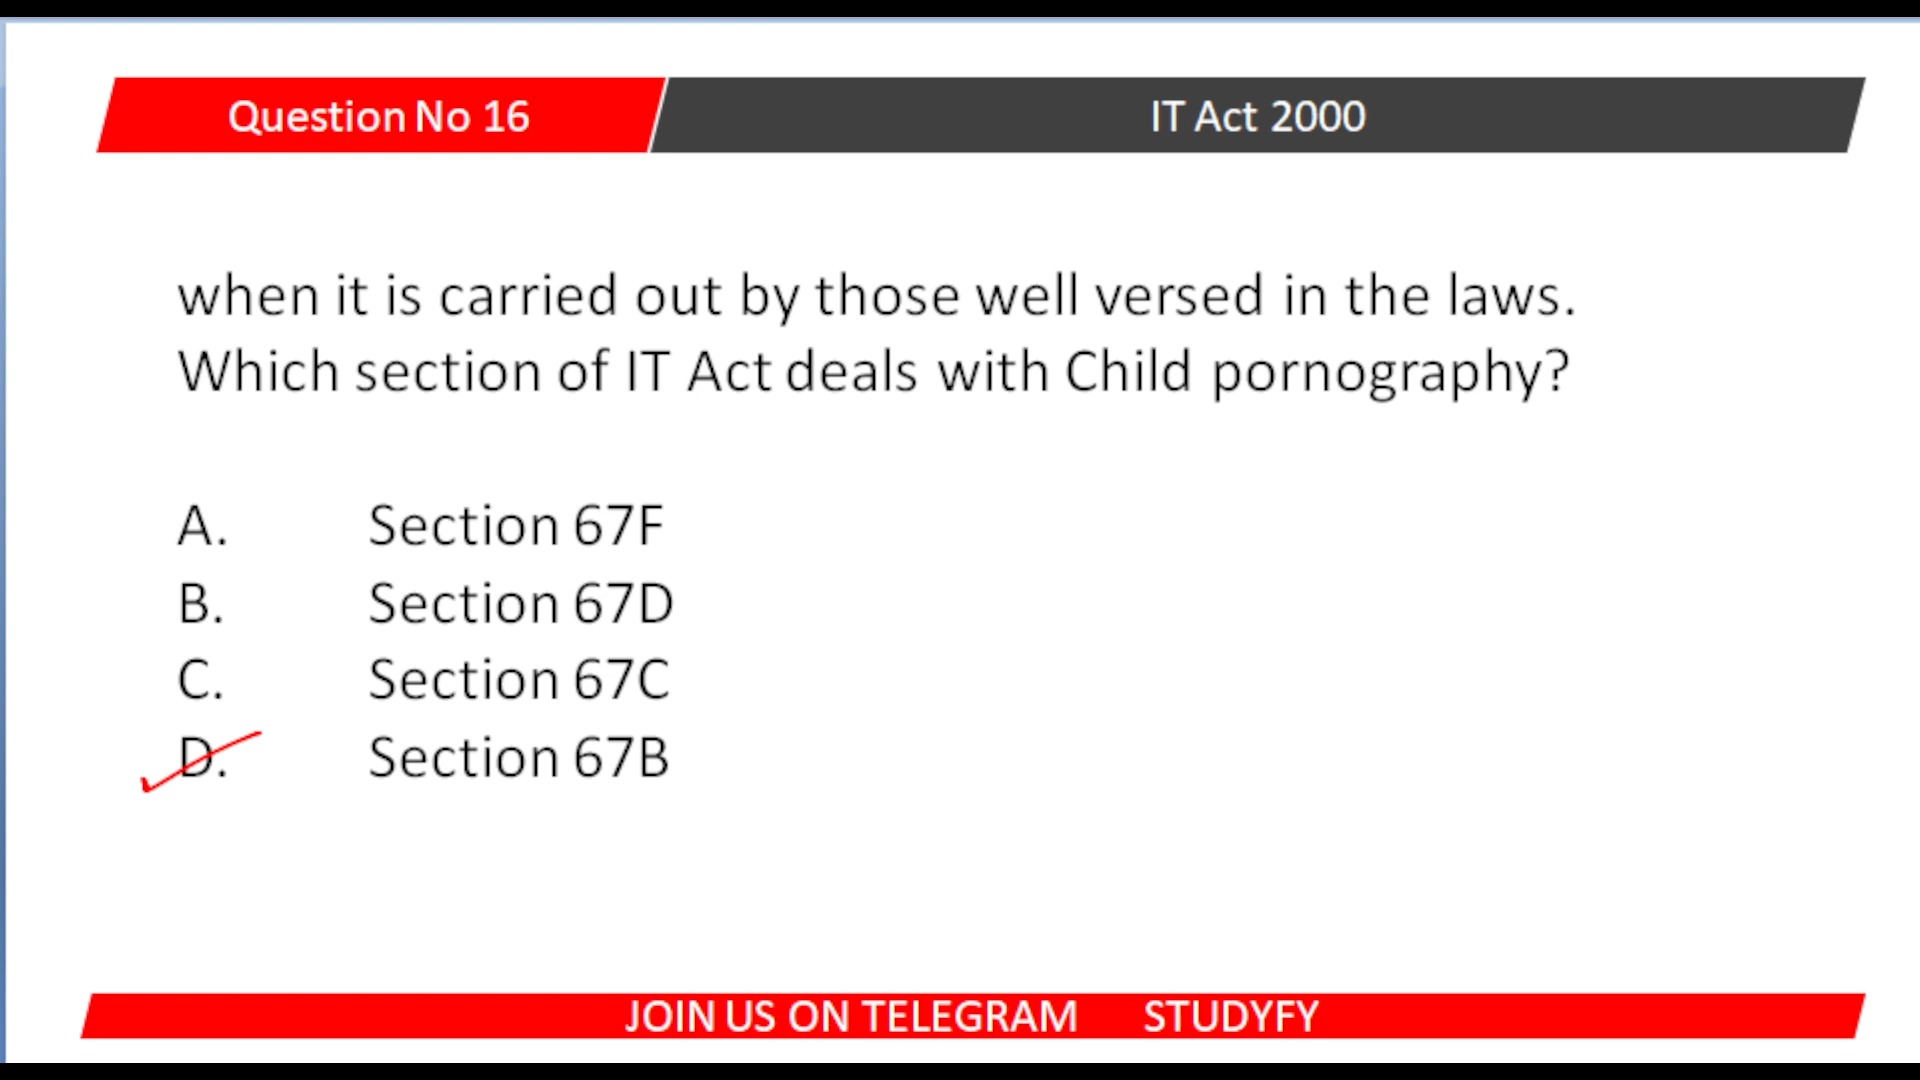 Question No 16
IT Act 2000
when it is carried out by those well versed in the laws.
Which section of IT Act deals with Child pornography?
A. Section 67F
B. Section 67D
C. Section 67C
D. Section 67B
JOIN US ON TELEGRAM STUDYFY